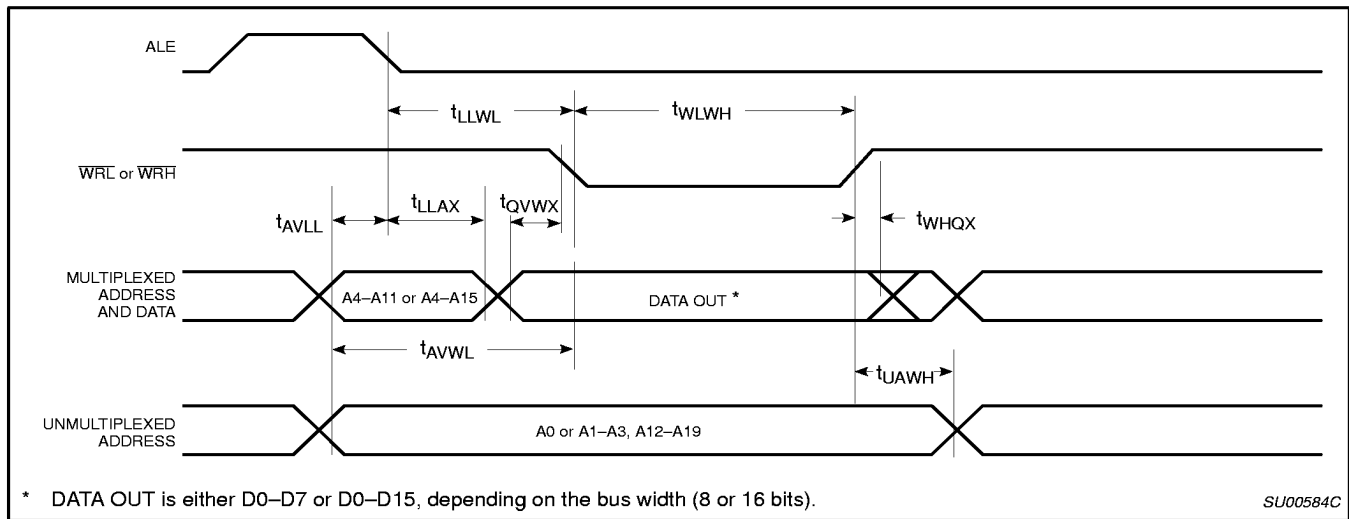 ALE
tLLWL
tWLWH
WRL or WRH
tAVLL
tLLAX
tQVWX
tWHQX
MULTIPLEXED
ADDRESS
AND DATA
A4–A11 or A4–A15
DATA OUT *
tAVWL
tUAWH
UNMULTIPLEXED
ADDRESS
A0 or A1–A3, A12–A19
* DATA OUT is either D0–D7 or D0–D15, depending on the bus width (8 or 16 bits).
SU00584C